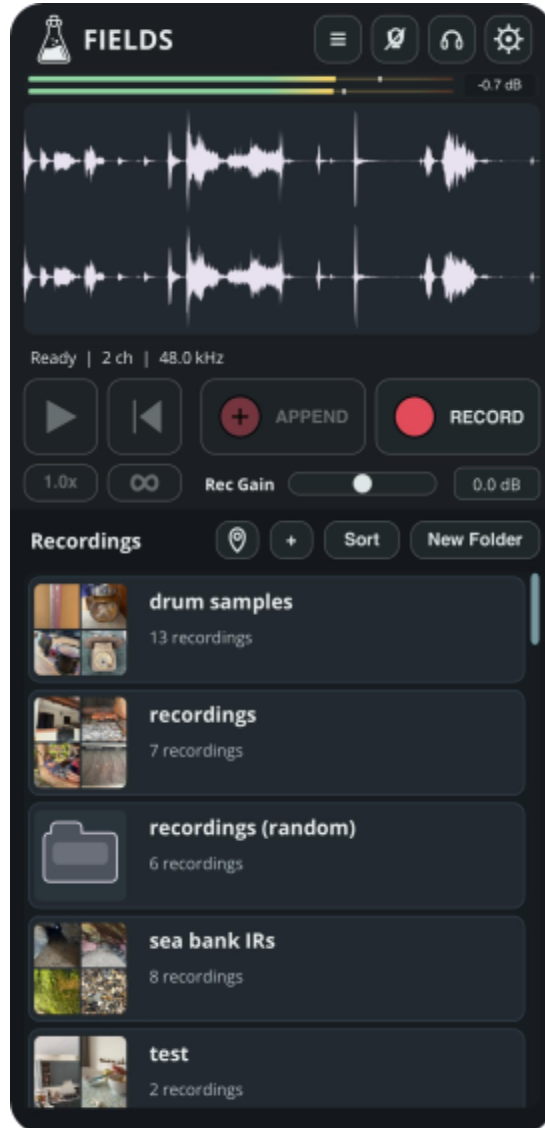 FIELDS
-0.7 dB
Ready | 2 ch | 48.0 kHz
APPEND
RECORD
1.0x
Rec Gain
0.0 dB
Recordings
+
Sort
New Folder
drum samples
13 recordings
recordings
7 recordings
recordings (random)
6 recordings
sea bank IRs
8 recordings
test
2 recordings